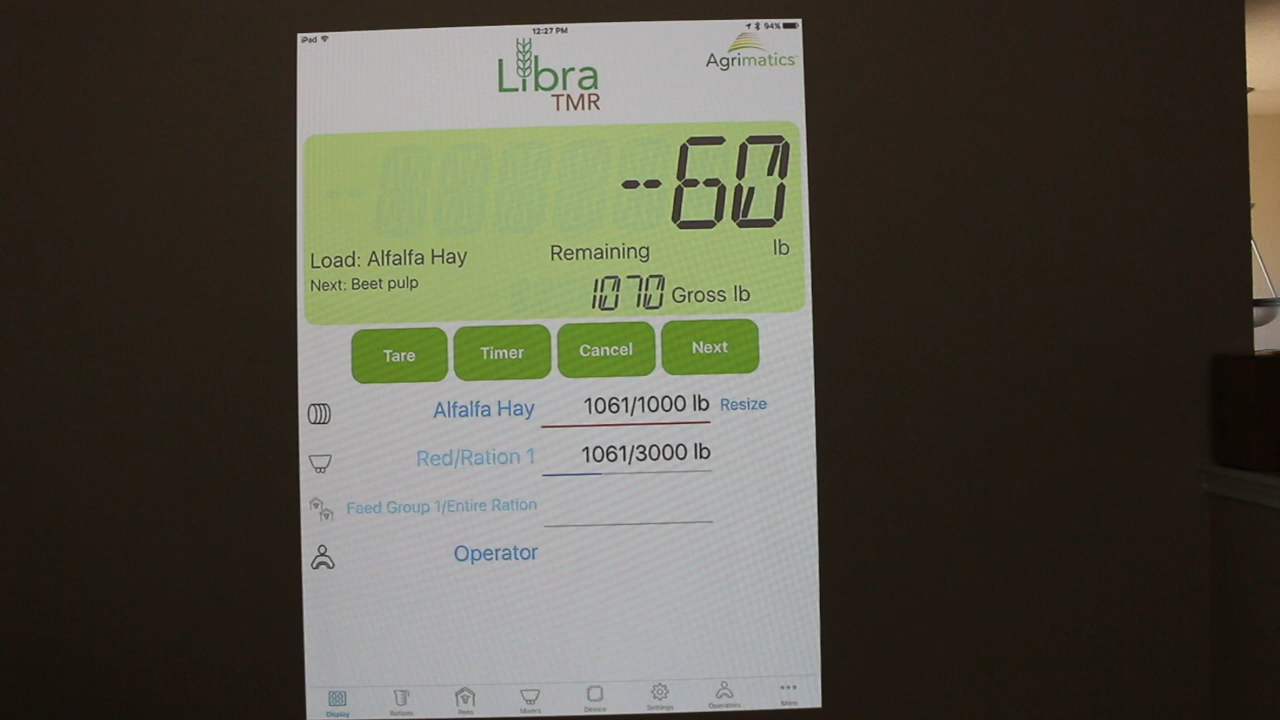 iPad 12:27 PM 94%
Libra
TMR
Agrimatics
-60
Load: Alfalfa Hay Remaining lb
Next: Beet pulp
1070 Gross lb
Tare Timer Cancel Next
Alfalfa Hay 1061/1000 lb Resize
Red/Ration 1 1061/3000 lb
Feed Group 1/Entire Ration
Operator
Display Rations Pens Mixers Device Settings Operators More